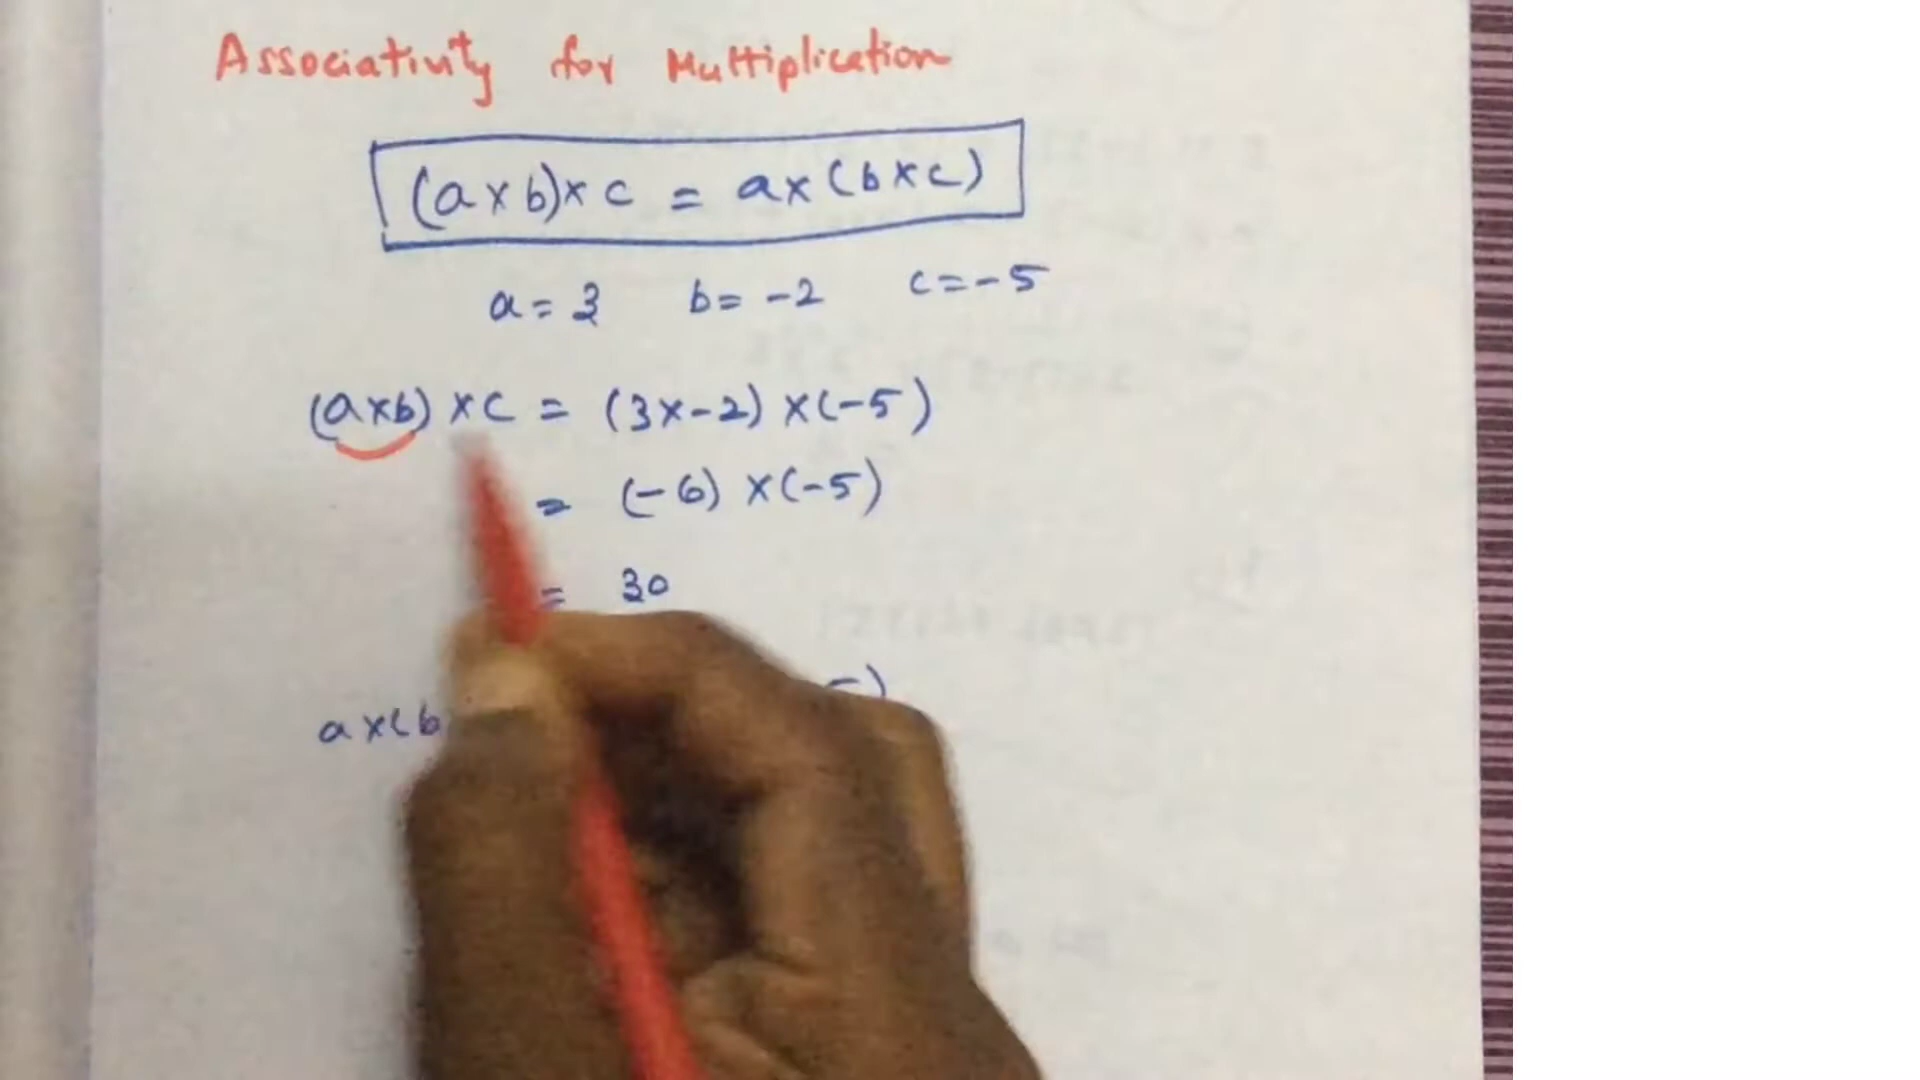 Associativity for Multiplication
(a×b)×c = a×(b×c)
a=3 b=-2 c=-5
(a×b)×c = (3×-2)×(-5)
= (-6)×(-5)
= 30
a×(b